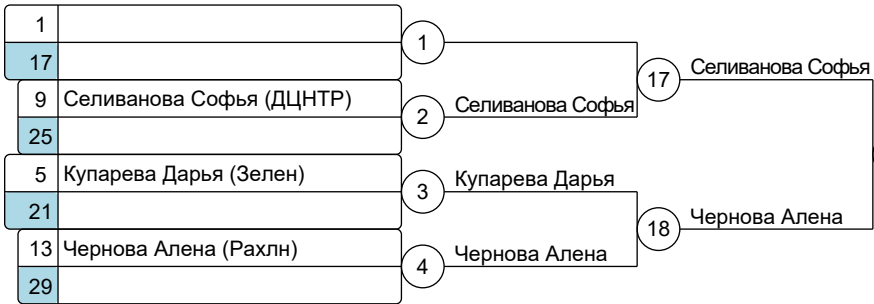 1
1
17
17
Селиванова Софья
9 Селиванова Софья (ДЦНТР)
2
Селиванова Софья
25
5 Купарева Дарья (Зелен)
3
Купарева Дарья
21
18
Чернова Алена
13 Чернова Алена (Рахлн)
4
Чернова Алена
29